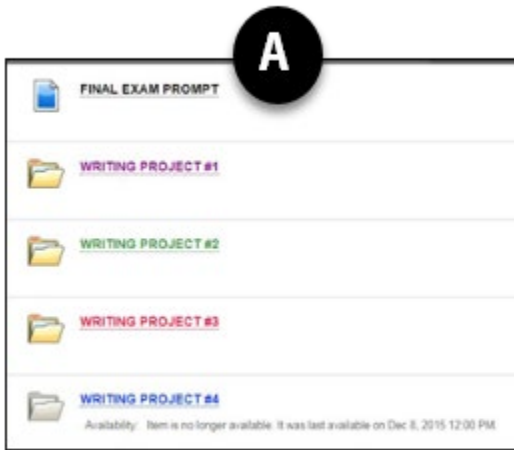 A
FINAL EXAM PROMPT
WRITING PROJECT #1
WRITING PROJECT #2
WRITING PROJECT #3
WRITING PROJECT #4
Availability: Item is no longer available. It was last available on Dec 8, 2015 12:00 PM.